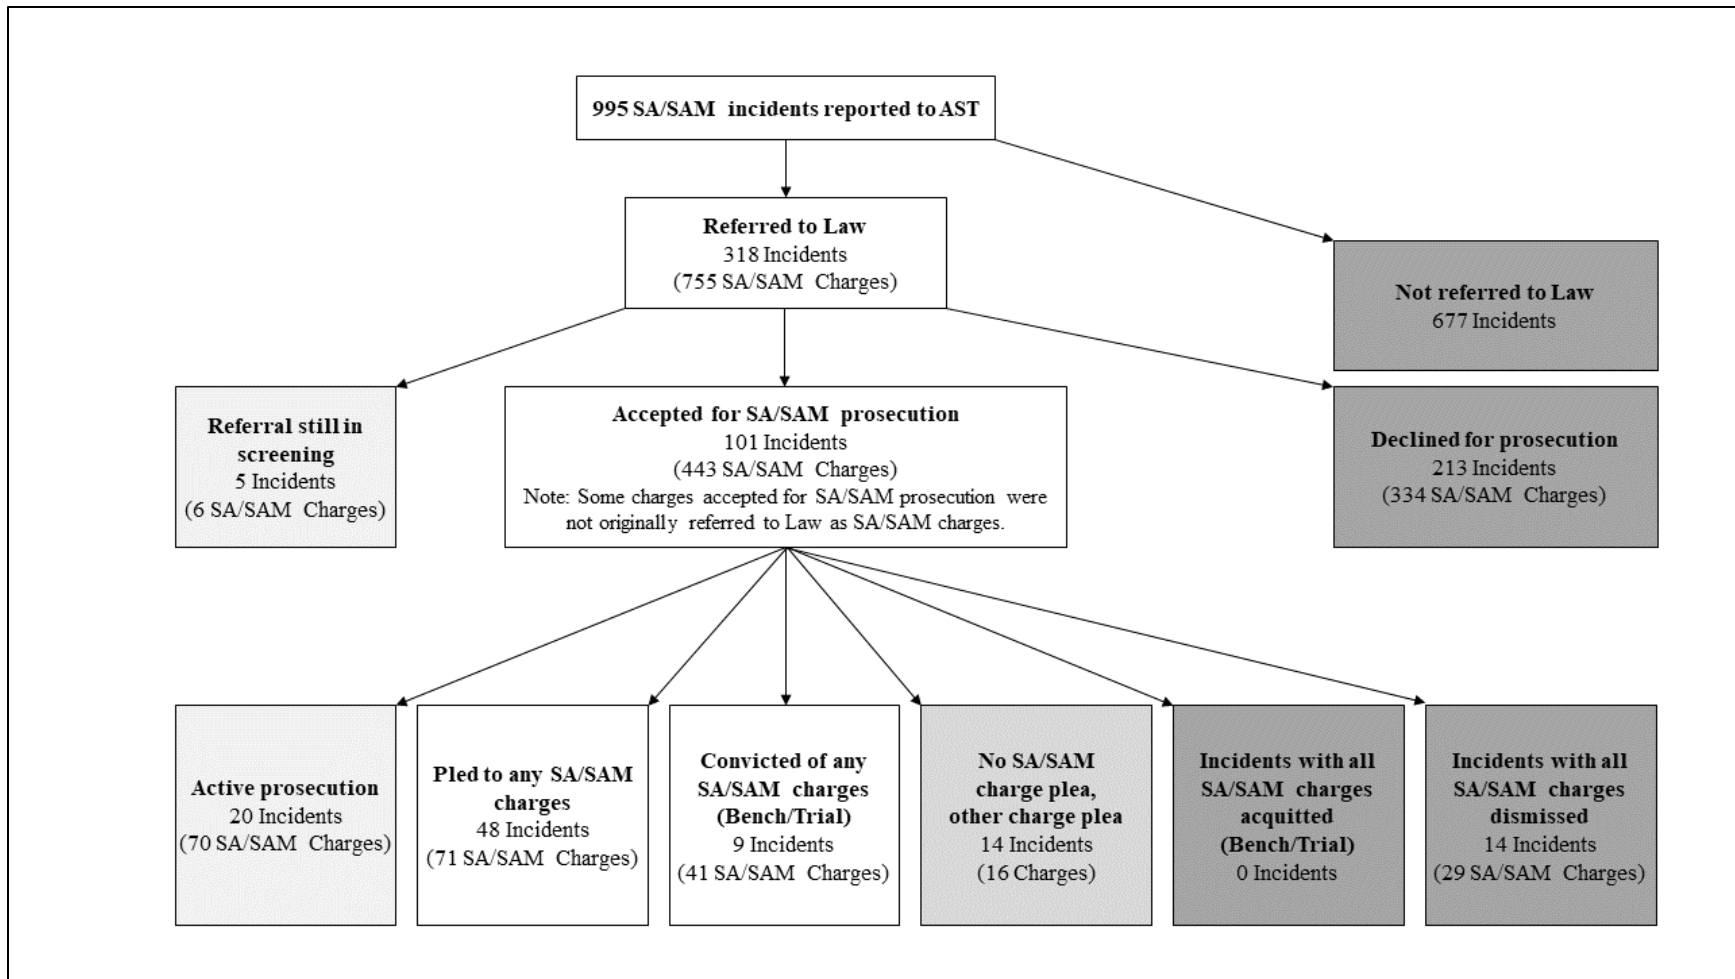 995 SA/SAM incidents reported to AST
Referred to Law
318 Incidents
(755 SA/SAM Charges)
Not referred to Law
677 Incidents
Referral still in
screening
5 Incidents
(6 SA/SAM Charges)
Accepted for SA/SAM prosecution
101 Incidents
(443 SA/SAM Charges)
Note: Some charges accepted for SA/SAM prosecution were
not originally referred to Law as SA/SAM charges.
Declined for prosecution
213 Incidents
(334 SA/SAM Charges)
Active prosecution
20 Incidents
(70 SA/SAM Charges)
Pled to any SA/SAM
charges
48 Incidents
(71 SA/SAM Charges)
Convicted of any
SA/SAM charges
(Bench/Trial)
9 Incidents
(41 SA/SAM Charges)
No SA/SAM
charge plea,
other charge plea
14 Incidents
(16 Charges)
Incidents with all
SA/SAM charges
acquitted
(Bench/Trial)
0 Incidents
Incidents with all
SA/SAM charges
dismissed
14 Incidents
(29 SA/SAM Charges)